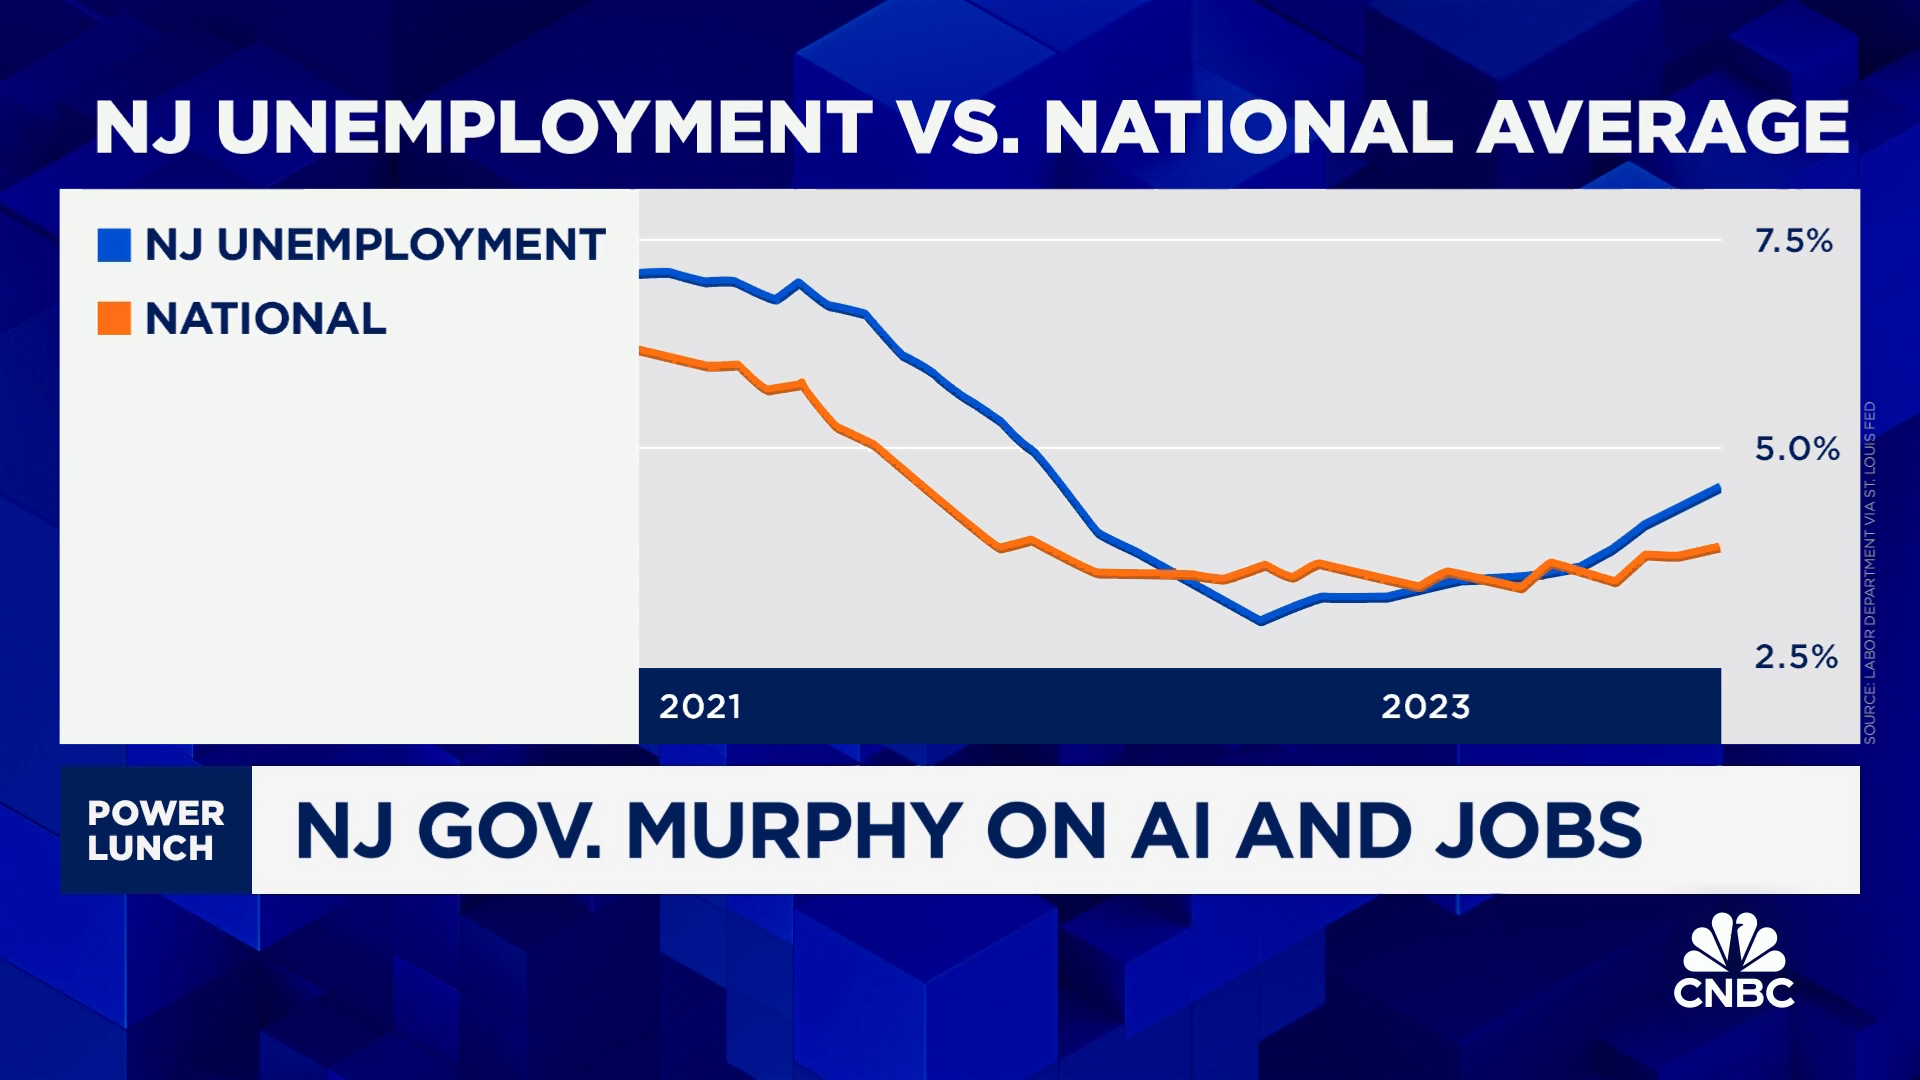 NJ UNEMPLOYMENT VS. NATIONAL AVERAGE
NJ UNEMPLOYMENT
NATIONAL
7.5%
5.0%
2.5%
2021
2023
SOURCE: LABOR DEPARTMENT VIA ST. LOUIS FED
POWER
LUNCH
NJ GOV. MURPHY ON AI AND JOBS
CNBC